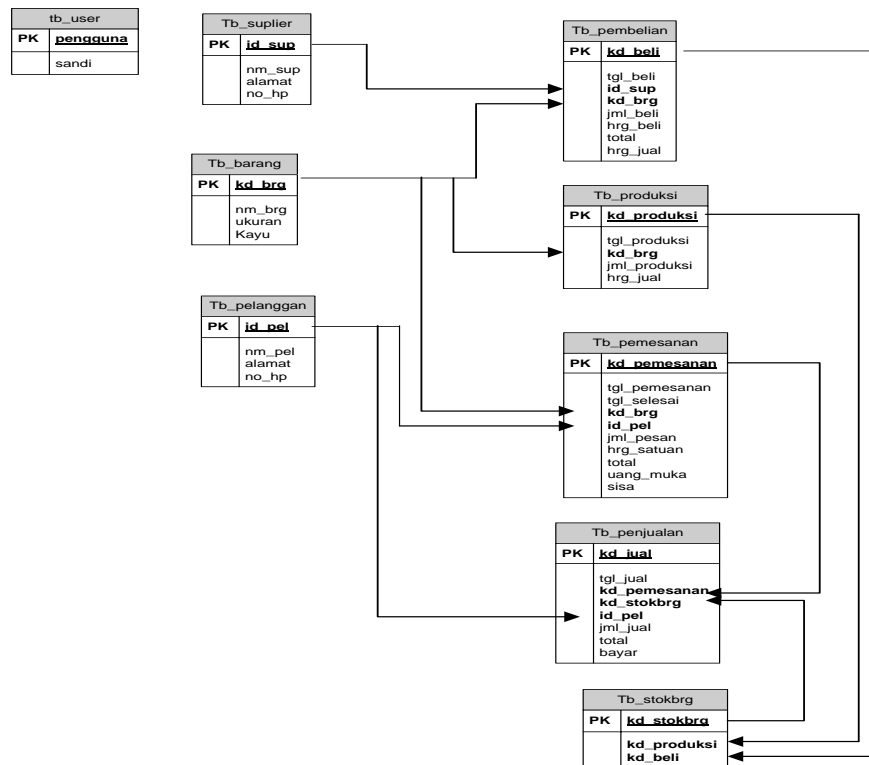 tb_user
PK pengguna
sandi
Tb_suplier
PK id_sup
nm_sup
alamat
no_hp
Tb_barang
PK kd_brg
nm_brg
ukuran
Kayu
Tb_pelanggan
PK id_pel
nm_pel
alamat
no_hp
Tb_pembelian
PK kd_beli
tgl_beli
id_sup
kd_brg
jml_beli
hrg_beli
total
hrg_jual
Tb_produksi
PK kd_produksi
tgl_produksi
kd_brg
jml_produksi
hrg_jual
Tb_pemesanan
PK kd_pemesanan
tgl_pemesanan
tgl_selesai
kd_brg
id_pel
jml_pesan
hrg_satuan
total
uang_muka
sisa
Tb_penjualan
PK kd_jual
tgl_jual
kd_pemesanan
kd_stokbrg
id_pel
jml_jual
total
bayar
Tb_stokbrg
PK kd_stokbrg
kd_produksi
kd_beli